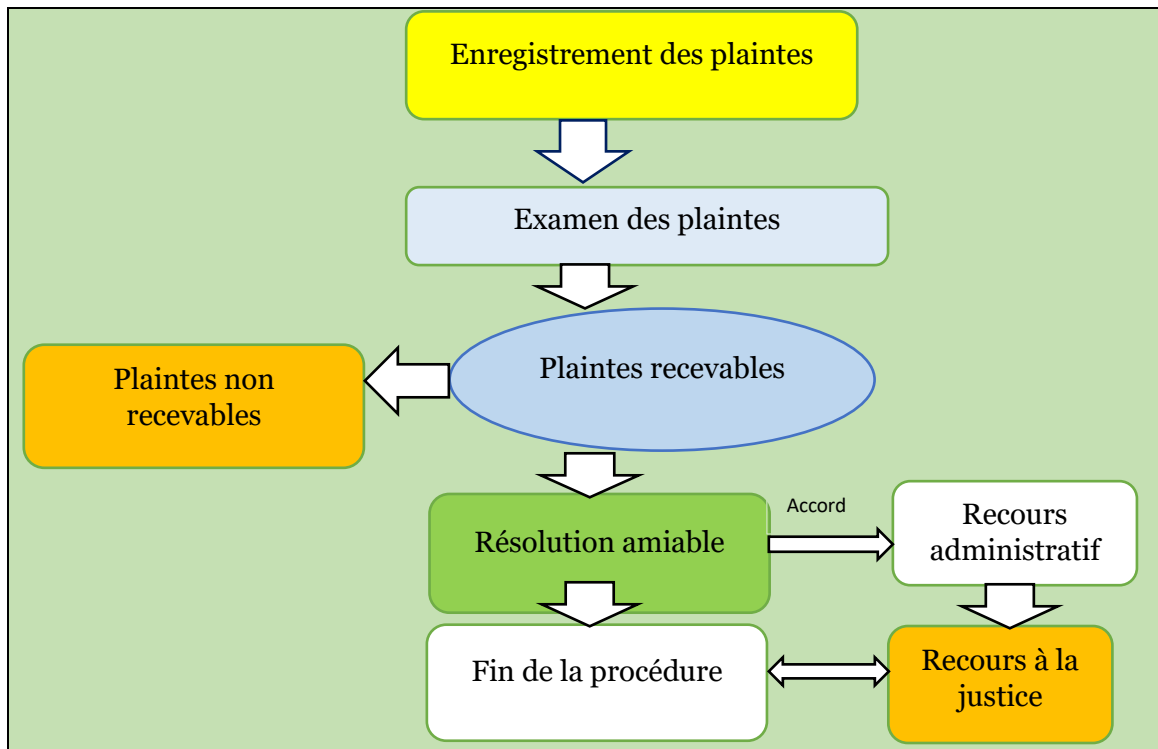 Enregistrement des plaintes
Examen des plaintes
Plaintes recevables
Plaintes non
recevables
Résolution amiable
Accord
Recours
administratif
Fin de la procédure
Recours à la
justice